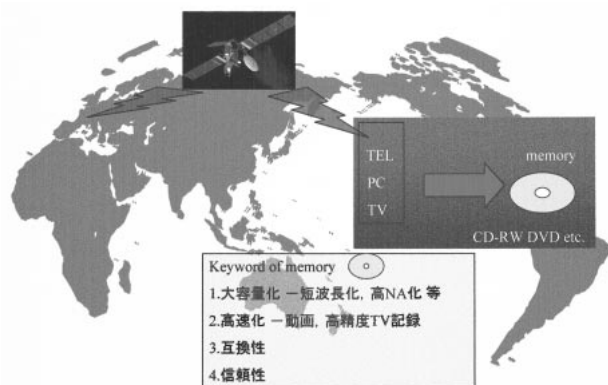 TEL
PC
TV
memory
CD-RW DVD etc.
Keyword of memory
1.大容量化 －短波長化, 高NA化 等
2.高速化 －動画, 高精度TV記録
3.互換性
4.信頼性